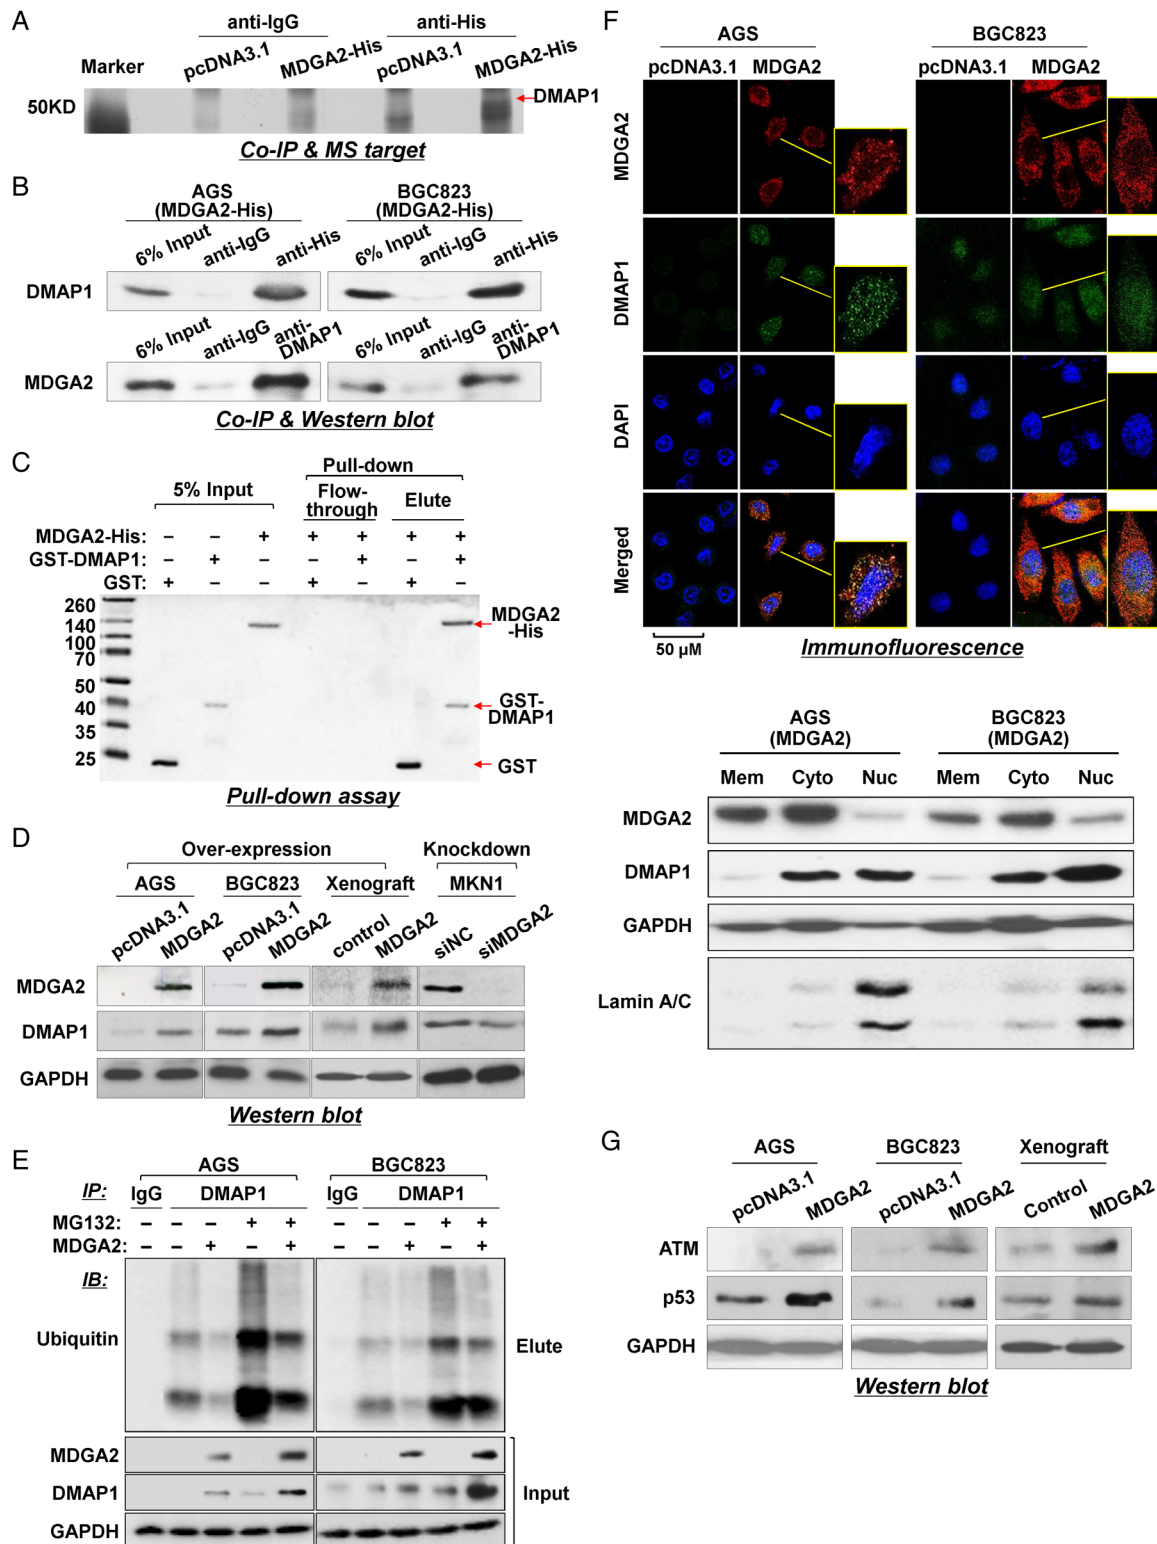 A
anti-IgG anti-His
Marker pcDNA3.1 MDGA2-His pcDNA3.1 MDGA2-His
50KD DMAP1
Co-IP & MS target
B
AGS BGC823
(MDGA2-His) (MDGA2-His)
6% Input anti-IgG anti-His 6% Input anti-IgG anti-His
DMAP1
6% Input anti-IgG anti-DMAP1 6% Input anti-IgG anti-DMAP1
MDGA2
Co-IP & Western blot
C
Pull-down
5% Input Flow-through Elute
MDGA2-His: – – + + + + +
GST-DMAP1: – + – – + – +
GST: + – – + – + –
260
140
100
70
50
40
35
25
MDGA2-His
GST-DMAP1
GST
Pull-down assay
D
Over-expression Knockdown
AGS BGC823 Xenograft MKN1
pcDNA3.1 MDGA2 pcDNA3.1 MDGA2 control MDGA2 siNC siMDGA2
MDGA2
DMAP1
GAPDH
Western blot
E
AGS BGC823
IP: IgG DMAP1 IgG DMAP1
MG132: – – – + + – – – + +
MDGA2: – – + – + – – + – +
IB:
Ubiquitin Elute
MDGA2
DMAP1 Input
GAPDH
F
AGS BGC823
pcDNA3.1 MDGA2 pcDNA3.1 MDGA2
MDGA2
DMAP1
DAPI
Merged
50 μM
Immunofluorescence
AGS BGC823
(MDGA2) (MDGA2)
Mem Cyto Nuc Mem Cyto Nuc
MDGA2
DMAP1
GAPDH
Lamin A/C
G
AGS BGC823 Xenograft
pcDNA3.1 MDGA2 pcDNA3.1 MDGA2 Control MDGA2
ATM
p53
GAPDH
Western blot